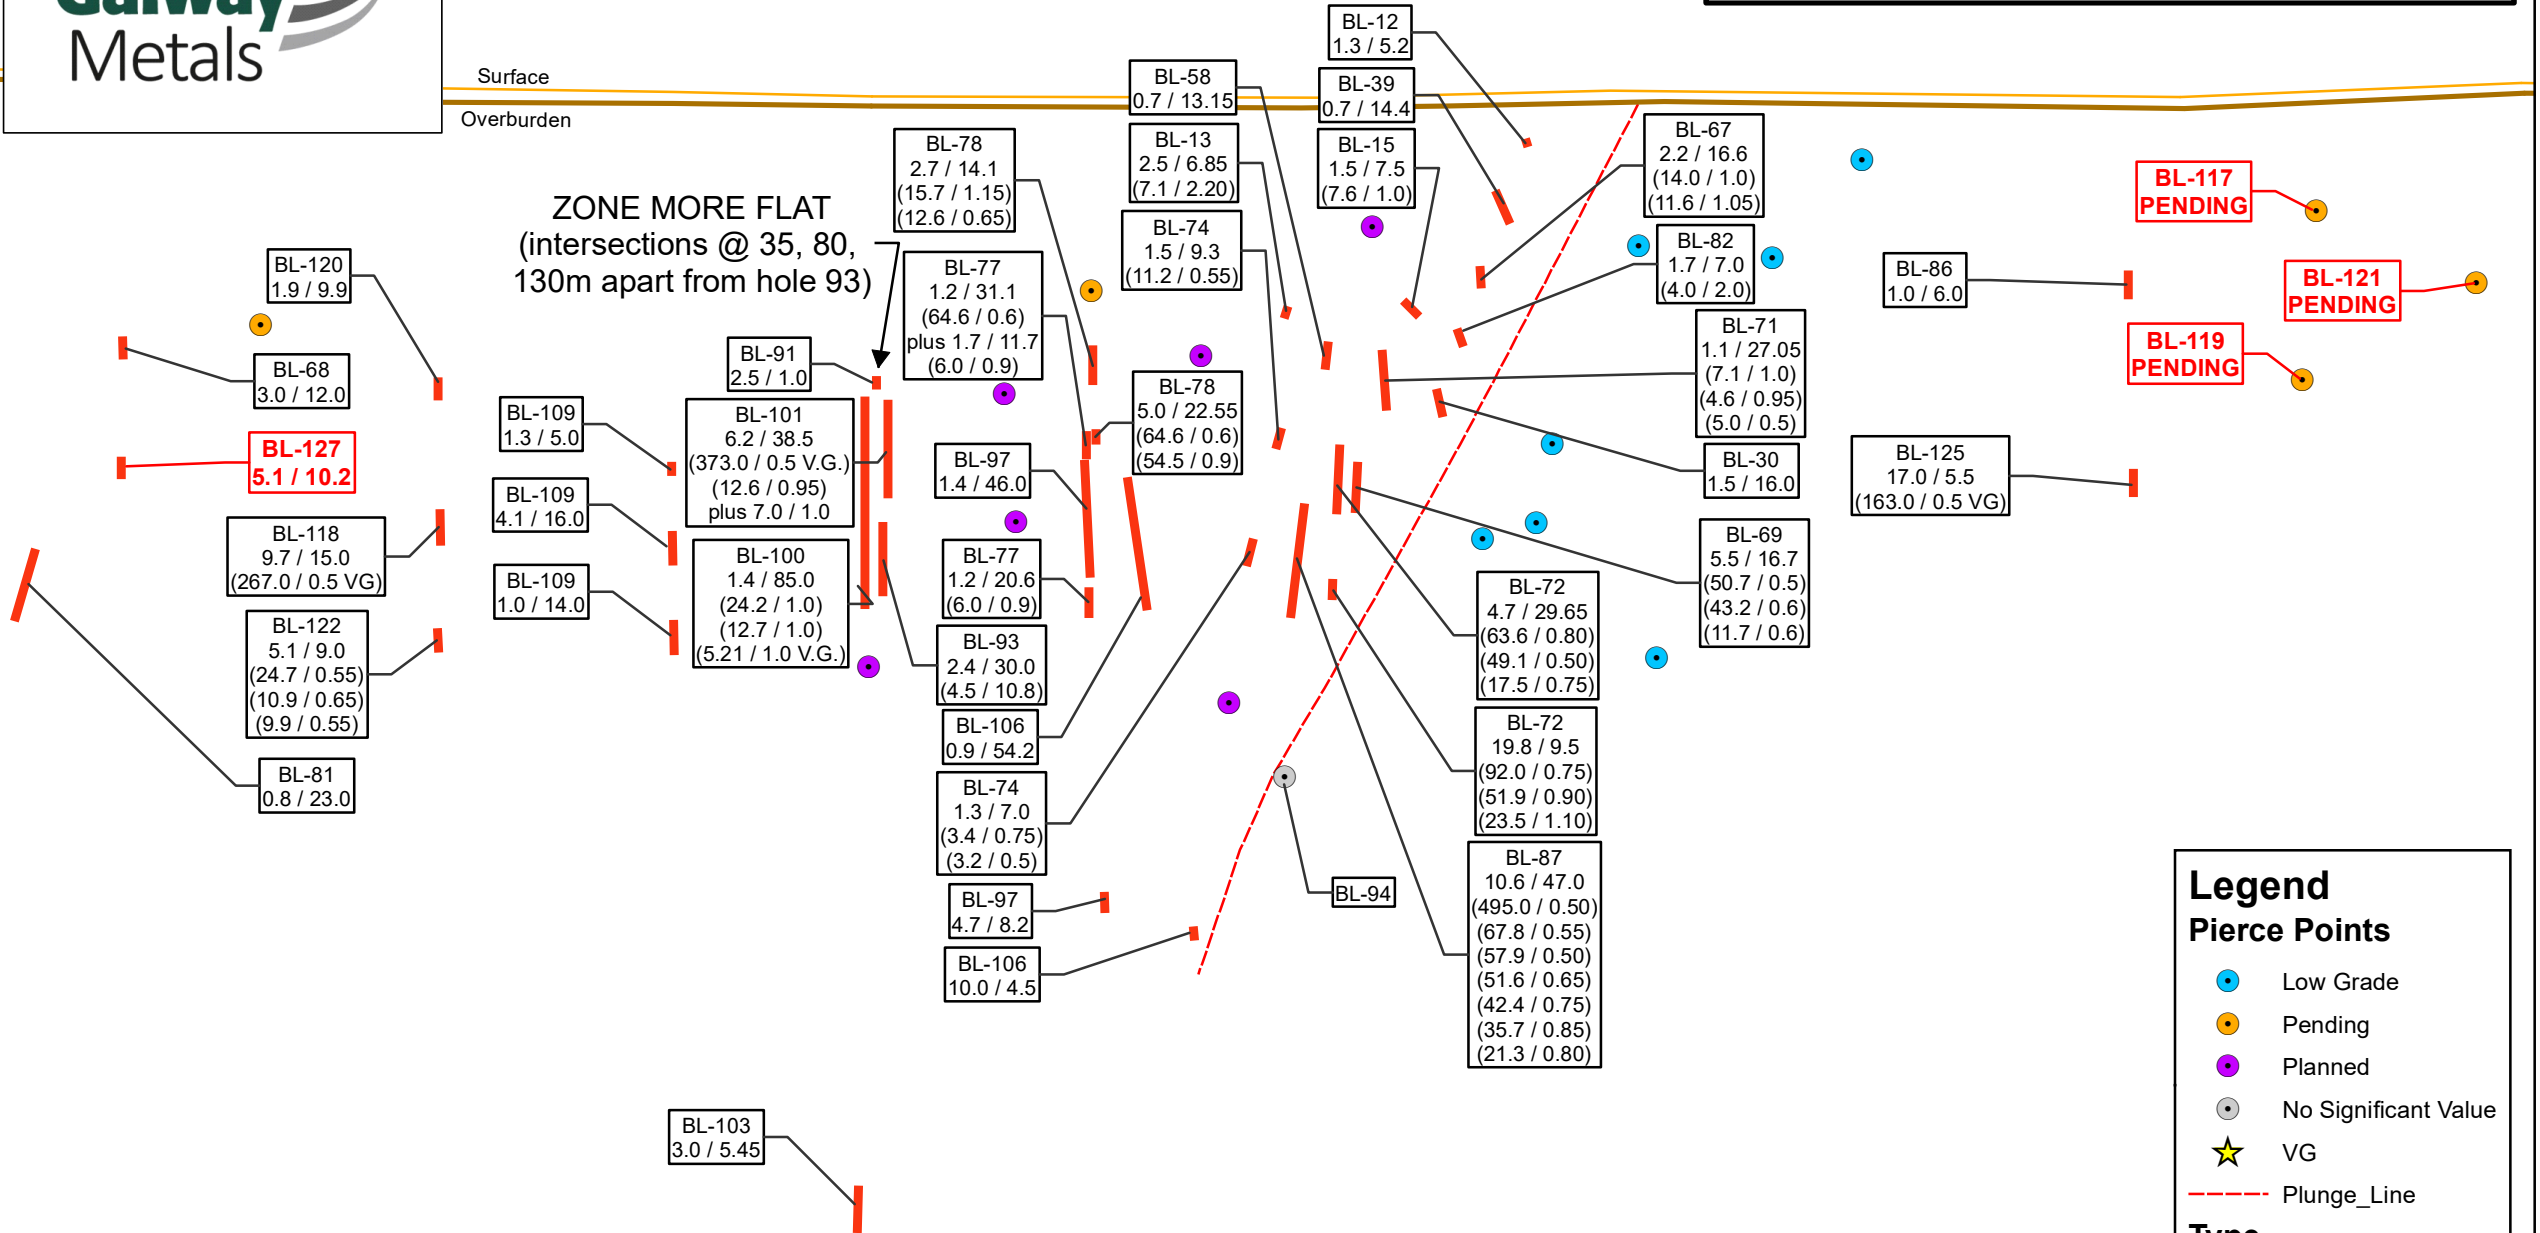 Galway
Metals
Surface
Overburden
BL-12
1.3 / 5.2
BL-58
0.7 / 13.15
BL-39
0.7 / 14.4
BL-78
2.7 / 14.1
(15.7 / 1.15)
(12.6 / 0.65)
BL-13
2.5 / 6.85
(7.1 / 2.20)
BL-15
1.5 / 7.5
(7.6 / 1.0)
BL-67
2.2 / 16.6
(14.0 / 1.0)
(11.6 / 1.05)
BL-117
PENDING
ZONE MORE FLAT
(intersections @ 35, 80,
130m apart from hole 93)
BL-74
1.5 / 9.3
(11.2 / 0.55)
BL-82
1.7 / 7.0
(4.0 / 2.0)
BL-120
1.9 / 9.9
BL-77
1.2 / 31.1
(64.6 / 0.6)
plus 1.7 / 11.7
(6.0 / 0.9)
BL-86
1.0 / 6.0
BL-121
PENDING
BL-71
1.1 / 27.05
(7.1 / 1.0)
(4.6 / 0.95)
(5.0 / 0.5)
BL-119
PENDING
BL-68
3.0 / 12.0
BL-91
2.5 / 1.0
BL-78
5.0 / 22.55
(64.6 / 0.6)
(54.5 / 0.9)
BL-109
1.3 / 5.0
BL-101
6.2 / 38.5
(373.0 / 0.5 V.G.)
(12.6 / 0.95)
plus 7.0 / 1.0
BL-127
5.1 / 10.2
BL-97
1.4 / 46.0
BL-30
1.5 / 16.0
BL-125
17.0 / 5.5
(163.0 / 0.5 VG)
BL-109
4.1 / 16.0
BL-118
9.7 / 15.0
(267.0 / 0.5 VG)
BL-100
1.4 / 85.0
(24.2 / 1.0)
(12.7 / 1.0)
(5.21 / 1.0 V.G.)
BL-77
1.2 / 20.6
(6.0 / 0.9)
BL-69
5.5 / 16.7
(50.7 / 0.5)
(43.2 / 0.6)
(11.7 / 0.6)
BL-109
1.0 / 14.0
BL-72
4.7 / 29.65
(63.6 / 0.80)
(49.1 / 0.50)
(17.5 / 0.75)
BL-122
5.1 / 9.0
(24.7 / 0.55)
(10.9 / 0.65)
(9.9 / 0.55)
BL-93
2.4 / 30.0
(4.5 / 10.8)
BL-106
0.9 / 54.2
BL-72
19.8 / 9.5
(92.0 / 0.75)
(51.9 / 0.90)
(23.5 / 1.10)
BL-81
0.8 / 23.0
BL-74
1.3 / 7.0
(3.4 / 0.75)
(3.2 / 0.5)
BL-94
BL-87
10.6 / 47.0
(495.0 / 0.50)
(67.8 / 0.55)
(57.9 / 0.50)
(51.6 / 0.65)
(42.4 / 0.75)
(35.7 / 0.85)
(21.3 / 0.80)
BL-97
4.7 / 8.2
BL-106
10.0 / 4.5
BL-103
3.0 / 5.45
Legend
Pierce Points
Low Grade
Pending
Planned
No Significant Value
VG
Plunge_Line
Type